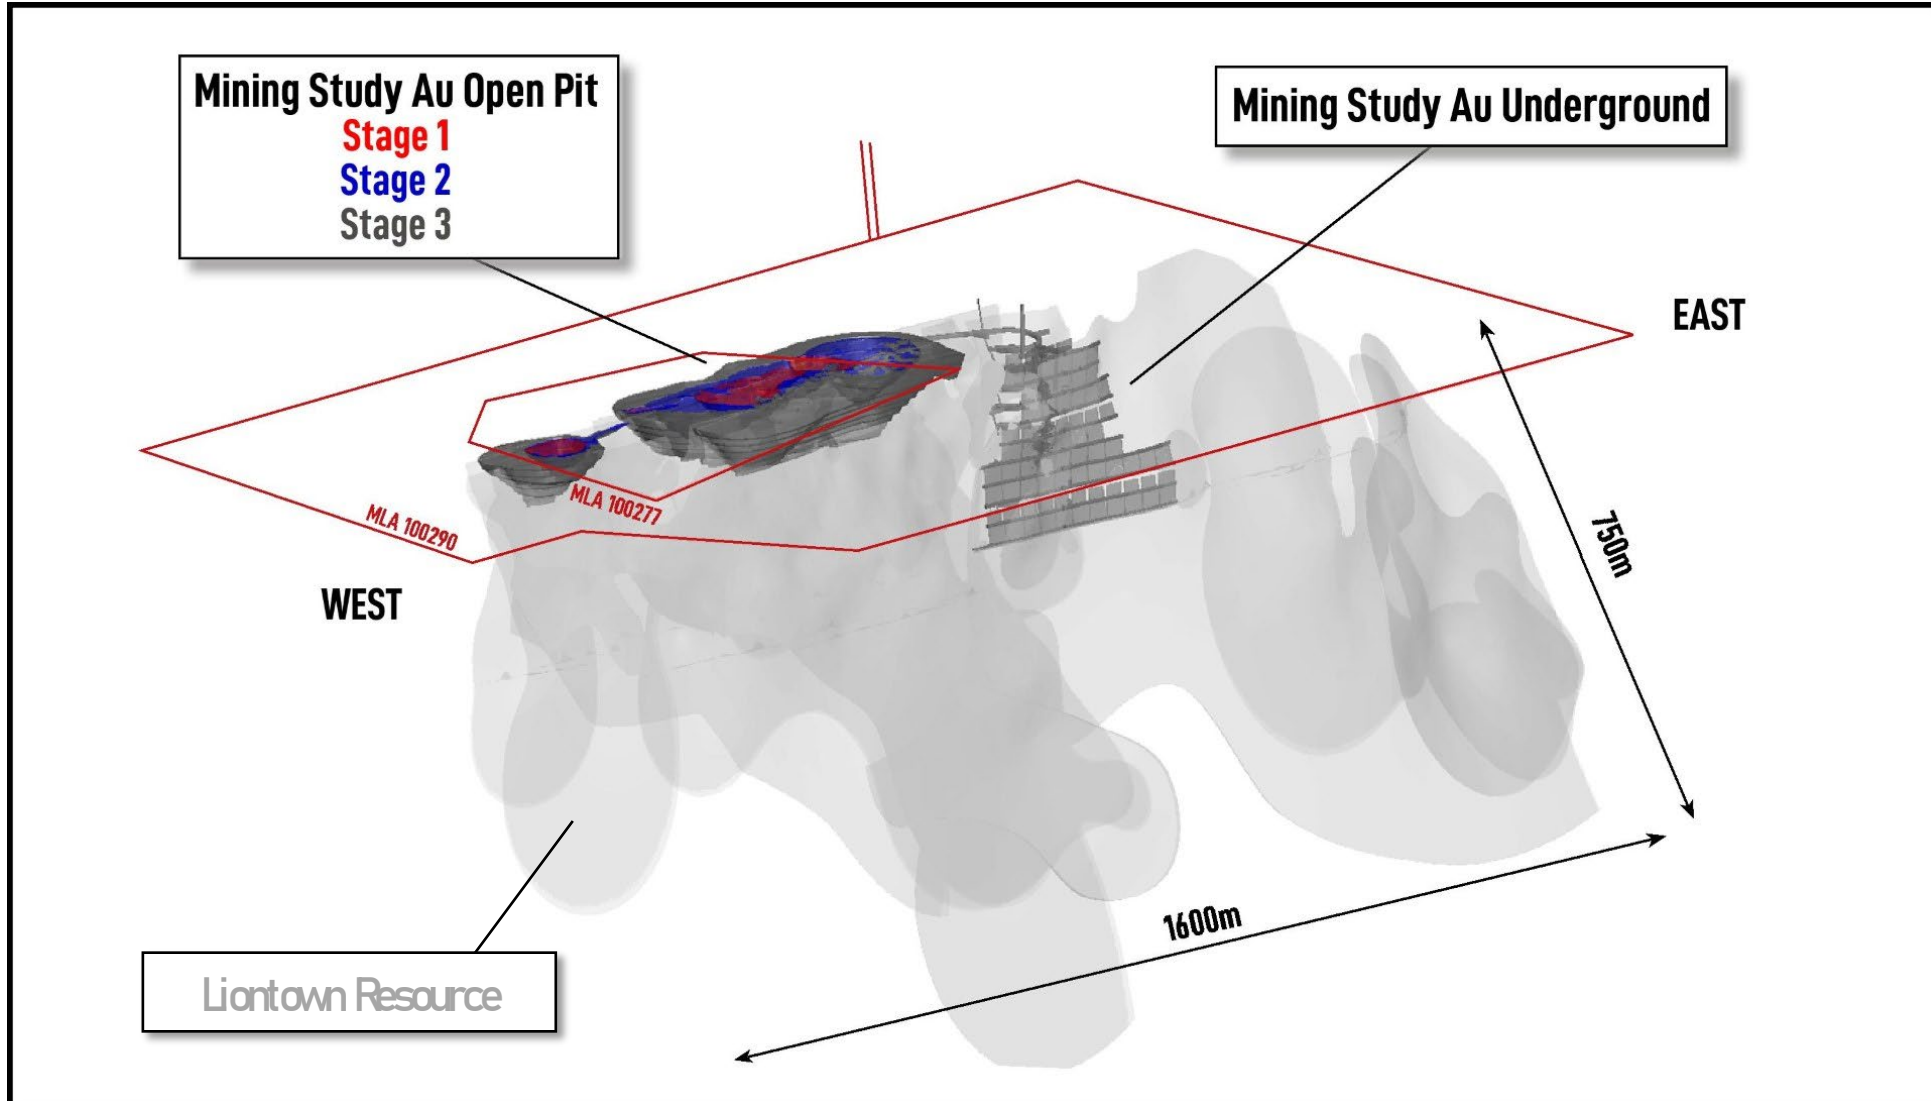 Mining Study Au Open Pit
Stage 1
Stage 2
Stage 3
Mining Study Au Underground
EAST
MLA 100277
MLA 100290
750m
WEST
1600m
Liontown Resource